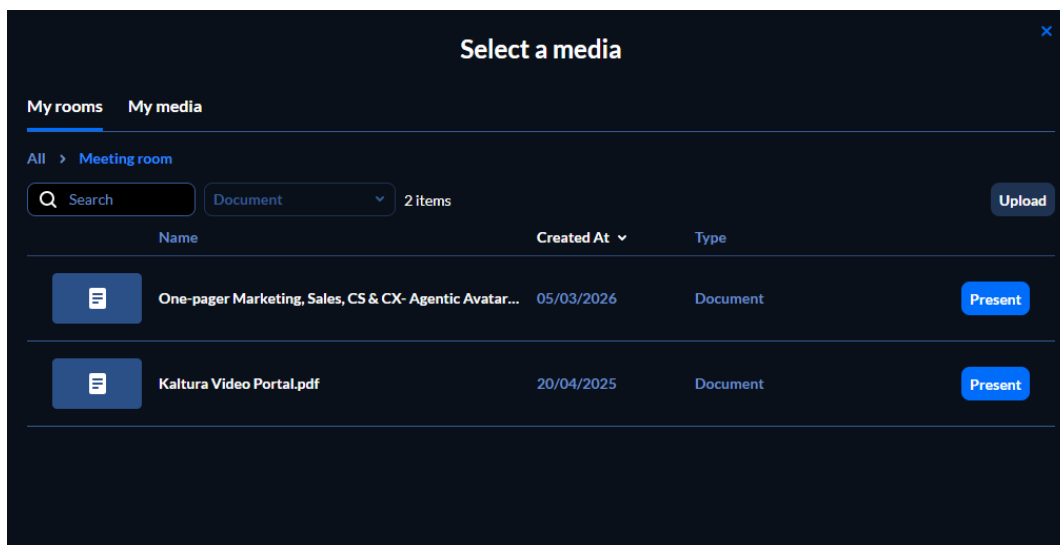 Select a media
×
My rooms My media
All > Meeting room
Search Document 2 items Upload
Name Created At Type
One-pager Marketing, Sales, CS & CX- Agentic Avatar... 05/03/2026 Document Present
Kaltura Video Portal.pdf 20/04/2025 Document Present